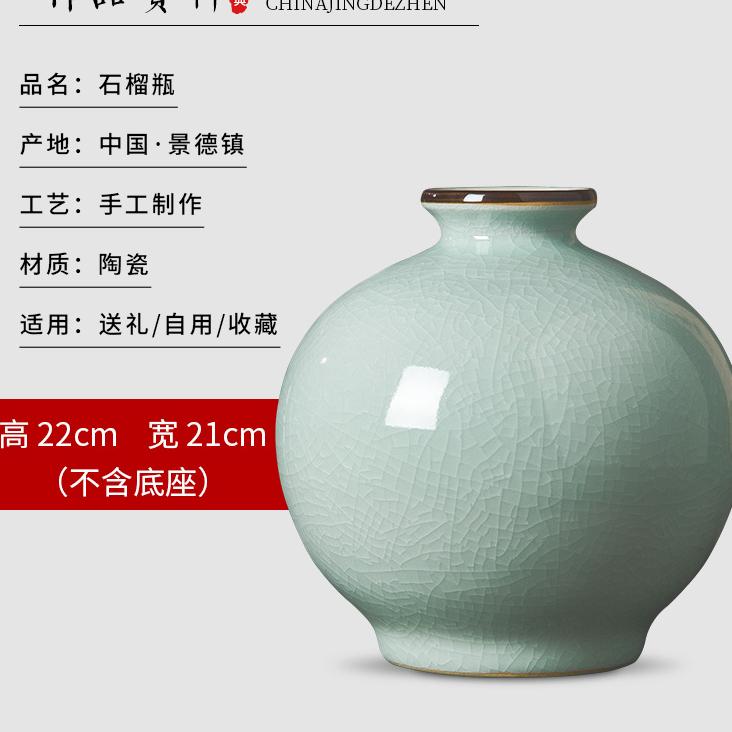 CHINAJINGDEZHEN
品名：石榴瓶
产地：中国·景德镇
工艺：手工制作
材质：陶瓷
适用：送礼/自用/收藏
高 22cm 宽 21cm
（不含底座）